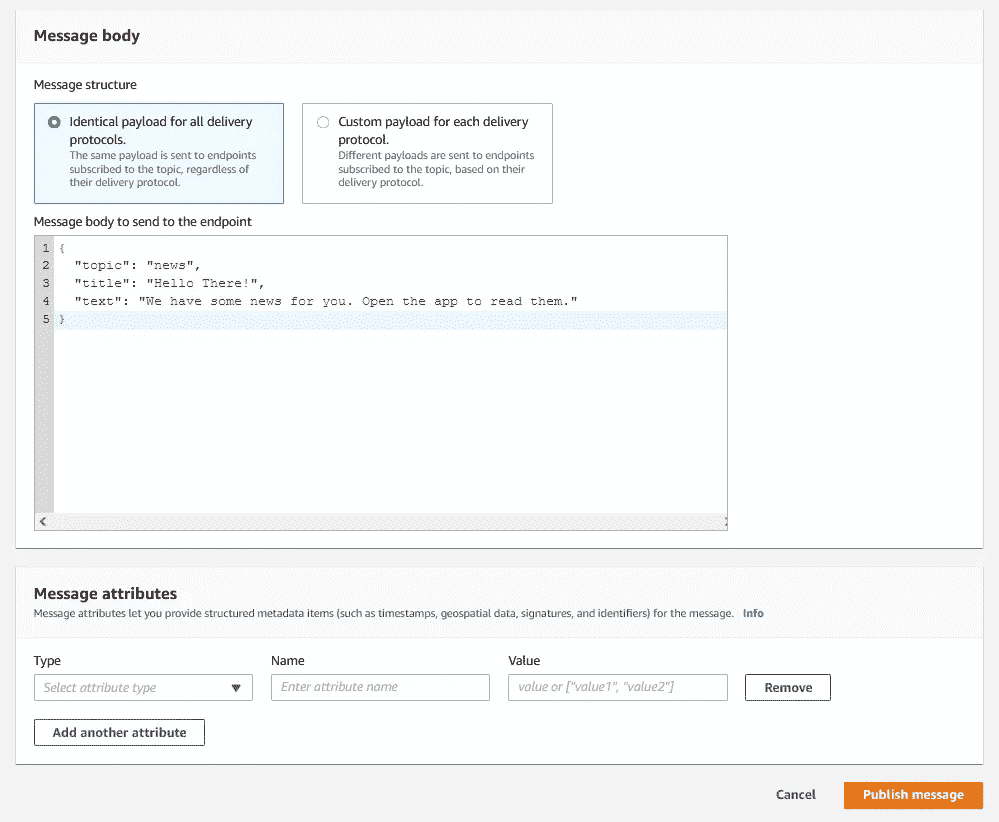 Message body
Message structure
Identical payload for all delivery
protocols.
The same payload is sent to endpoints
subscribed to the topic, regardless of
their delivery protocol.
Custom payload for each delivery
protocol.
Different payloads are sent to endpoints
subscribed to the topic, based on their
delivery protocol.
Message body to send to the endpoint
1 {
2 "topic": "news",
3 "title": "Hello There!",
4 "text": "We have some news for you. Open the app to read them."
5 }
Message attributes
Message attributes let you provide structured metadata items (such as timestamps, geospatial data, signatures, and identifiers) for the message. Info
Type Name Value
Select attribute type Enter attribute name value or ["value1", "value2"] Remove
Add another attribute
Cancel Publish message